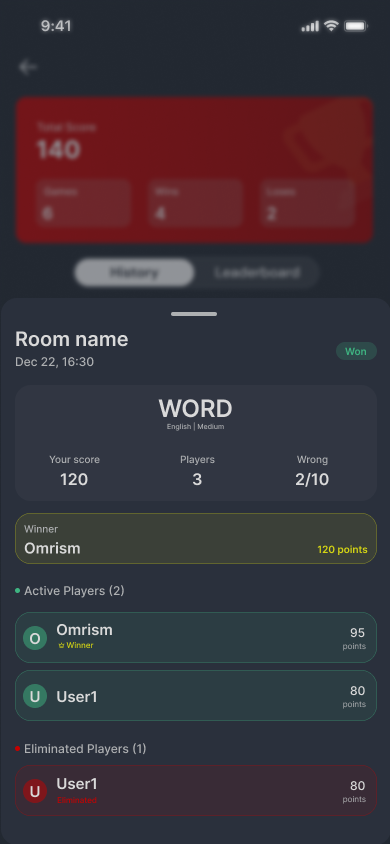 9:41
Total Score
140
Games
Wins
6
4
2
History
Leaderboard
Room name
Dec 22, 16:30
Won
WORD
English | Medium
Your score
Players
Wrong
120
3
2/10
Winner
Omrism
120 points
Active Players (2)
O
Omrism
Winner
95
points
U
User1
80
points
Eliminated Players (1)
U
User1
80
points